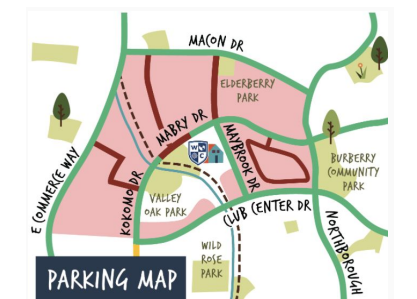 MACON DR
ELDERBERRY
PARK
MABRY DR
W
C
MAYBROOK DR
BURBERRY
COMMUNITY
PARK
E COMMERCE WAY
KOKOMO DR
VALLEY
OAK PARK
CLUB CENTER DR
NORTHBOROUGH
WILD
ROSE
PARK
PARKING MAP